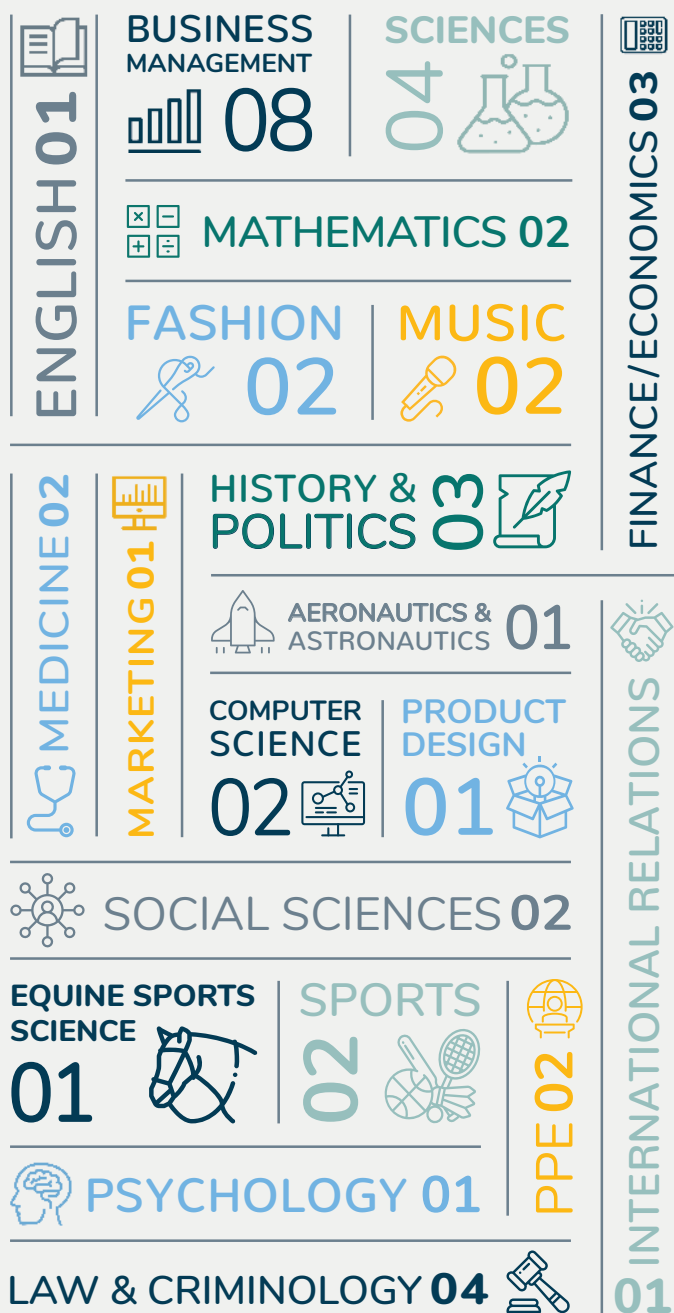 ENGLISH 01
BUSINESS
MANAGEMENT
08
SCIENCES
04
FINANCE/ECONOMICS 03
MATHEMATICS 02
FASHION
02
MUSIC
02
MEDICINE 02
MARKETING 01
HISTORY &
POLITICS
03
AERONAUTICS &
ASTRONAUTICS
01
COMPUTER
SCIENCE
02
PRODUCT
DESIGN
01
SOCIAL SCIENCES 02
EQUINE SPORTS
SCIENCE
01
SPORTS
02
PPE 02
01 INTERNATIONAL RELATIONS
PSYCHOLOGY 01
LAW & CRIMINOLOGY 04